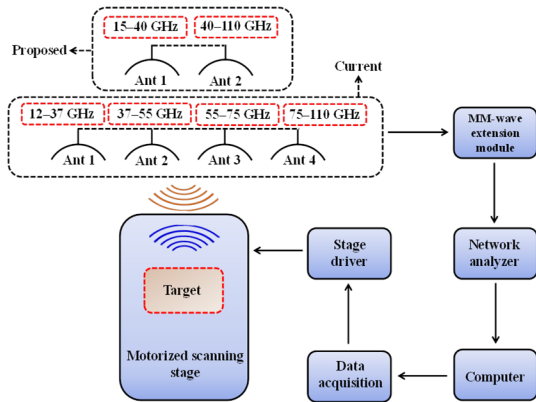 15–40 GHz 40–110 GHz
Proposed
Ant 1 Ant 2
Current
12–37 GHz 37–55 GHz 55–75 GHz 75–110 GHz
Ant 1 Ant 2 Ant 3 Ant 4
MM-wave
extension
module
Stage
driver
Network
analyzer
Target
Motorized scanning
stage
Data
acquisition
Computer